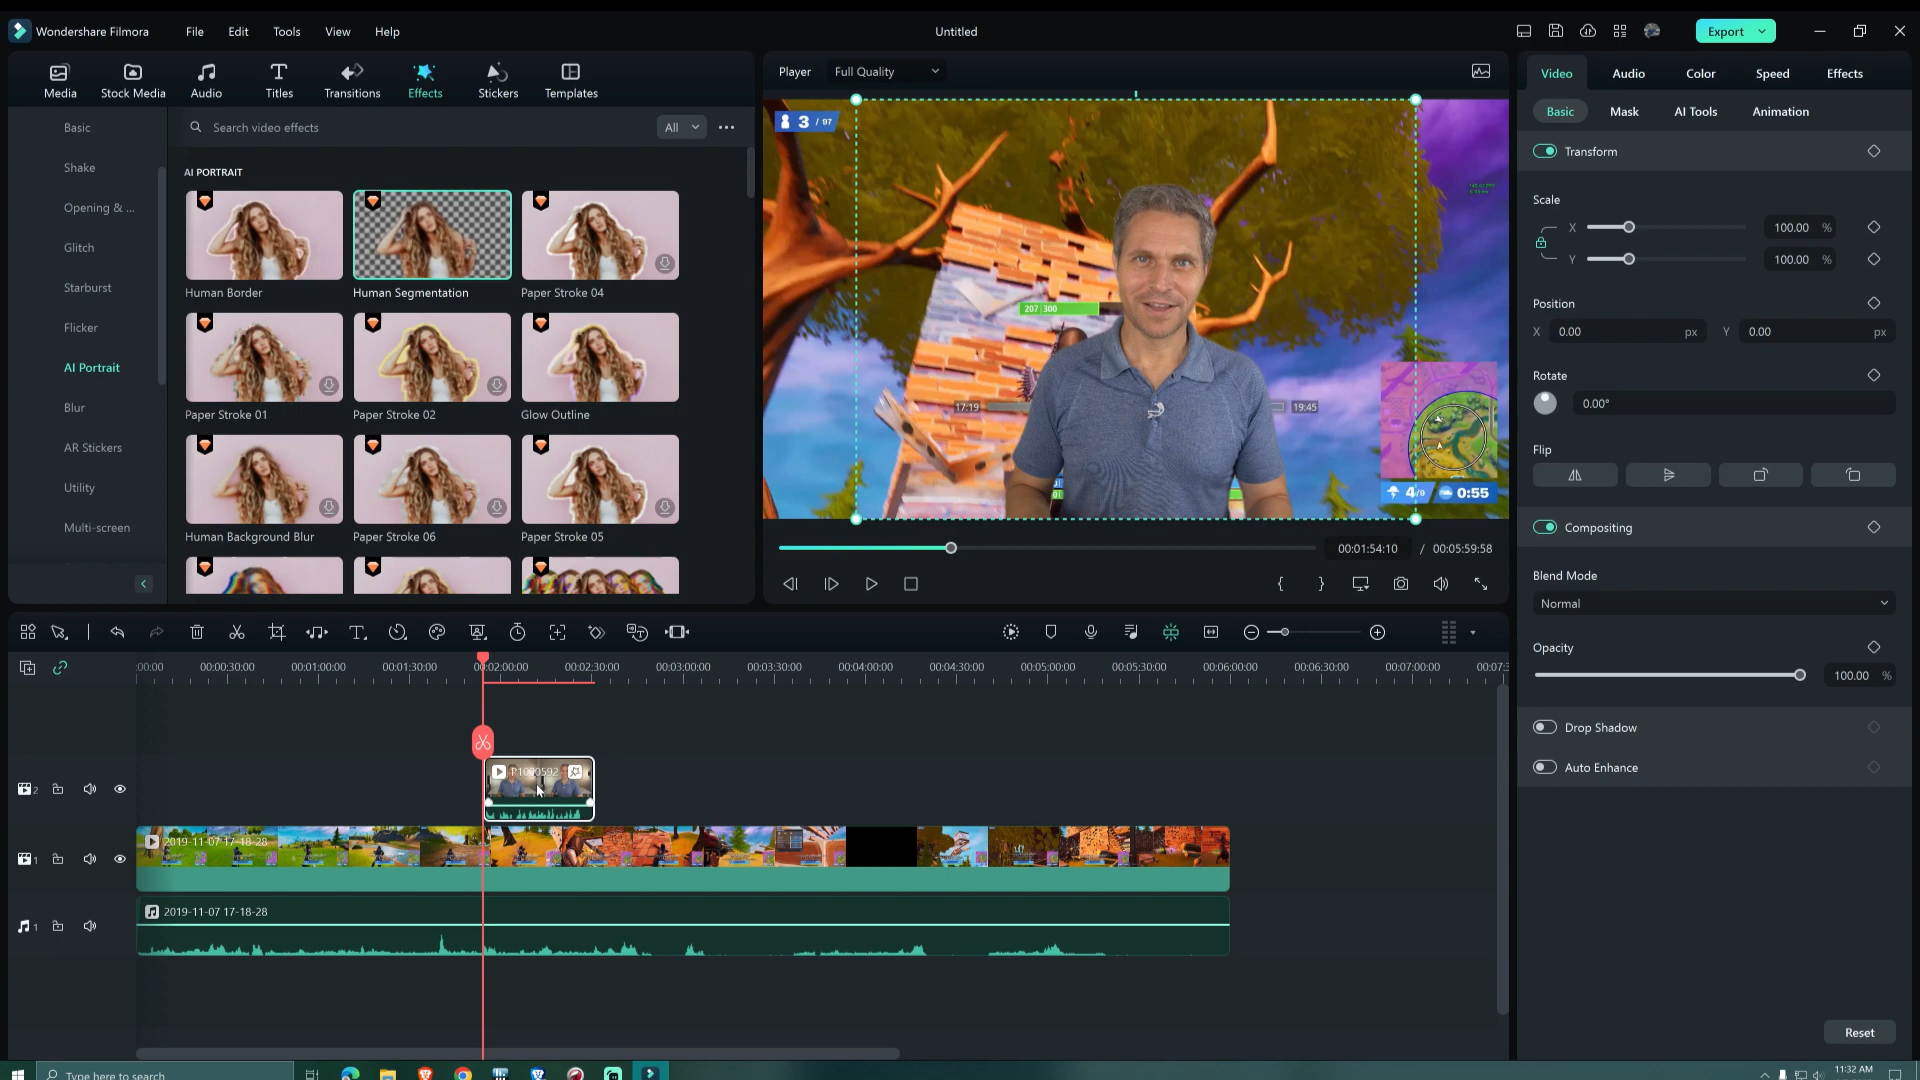 Wondershare Filmora
File
Edit
Tools
View
Help
Untitled
Export
Media
Stock Media
Audio
Titles
Transitions
Effects
Stickers
Templates
Player
Full Quality
Video
Audio
Color
Speed
Effects
Basic
Mask
AI Tools
Animation
Basic
Shake
Opening & ...
Glitch
Starburst
Flicker
AI Portrait
Blur
AR Stickers
Utility
Multi-screen
Search video effects
All
AI PORTRAIT
Human Border
Human Segmentation
Paper Stroke 04
Paper Stroke 01
Paper Stroke 02
Glow Outline
Human Background Blur
Paper Stroke 06
Paper Stroke 05
3 / 97
207 | 300
17:19
19:45
4/9
0:55
00:01:54:10 / 00:05:59:58
Transform
Scale
X 100.00 %
Y 100.00 %
Position
X 0.00 px Y 0.00 px
Rotate
0.00°
Flip
Compositing
Blend Mode
Normal
Opacity
100.00 %
Drop Shadow
Auto Enhance
Reset
:00:00 00:00:30:00 00:01:00:00 00:01:30:00 00:02:00:00 00:02:30:00 00:03:00:00 00:03:30:00 00:04:00:00 00:04:30:00 00:05:00:00 00:05:30:00 00:06:00:00 00:06:30:00 00:07:00:00 00:07:3
2
P1000592
1
2019-11-07 17-18-28
1
2019-11-07 17-18-28
Type here to search
11:32 AM